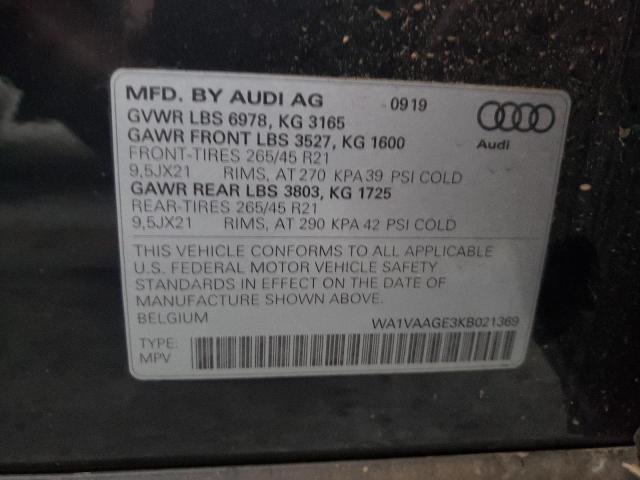 MFD. BY AUDI AG 0919
GVWR LBS 6978, KG 3165
GAWR FRONT LBS 3527, KG 1600
Audi
FRONT-TIRES 265/45 R21
9,5JX21 RIMS, AT 270 KPA 39 PSI COLD
GAWR REAR LBS 3803, KG 1725
REAR-TIRES 265/45 R21
9,5JX21 RIMS, AT 290 KPA 42 PSI COLD
THIS VEHICLE CONFORMS TO ALL APPLICABLE
U.S. FEDERAL MOTOR VEHICLE SAFETY
STANDARDS IN EFFECT ON THE DATE OF
MANUFACTURE SHOWN ABOVE.
BELGIUM WA1VAAGE3KB021369
TYPE:
MPV